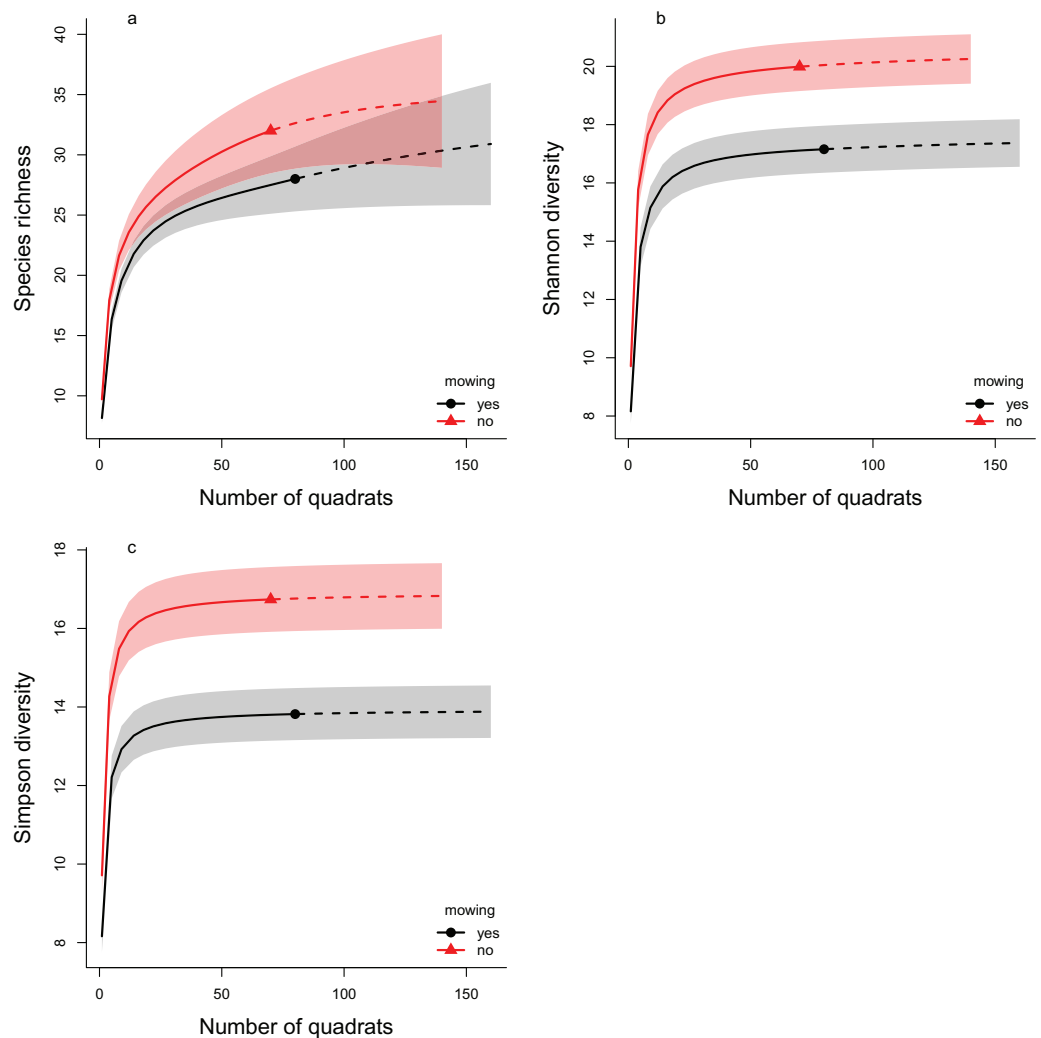 a
Species richness
40
35
30
25
20
15
10
mowing
yes
no
0 50 100 150
Number of quadrats
b
Shannon diversity
20
18
16
14
12
10
8
mowing
yes
no
0 50 100 150
Number of quadrats
c
Simpson diversity
18
16
14
12
10
8
mowing
yes
no
0 50 100 150
Number of quadrats